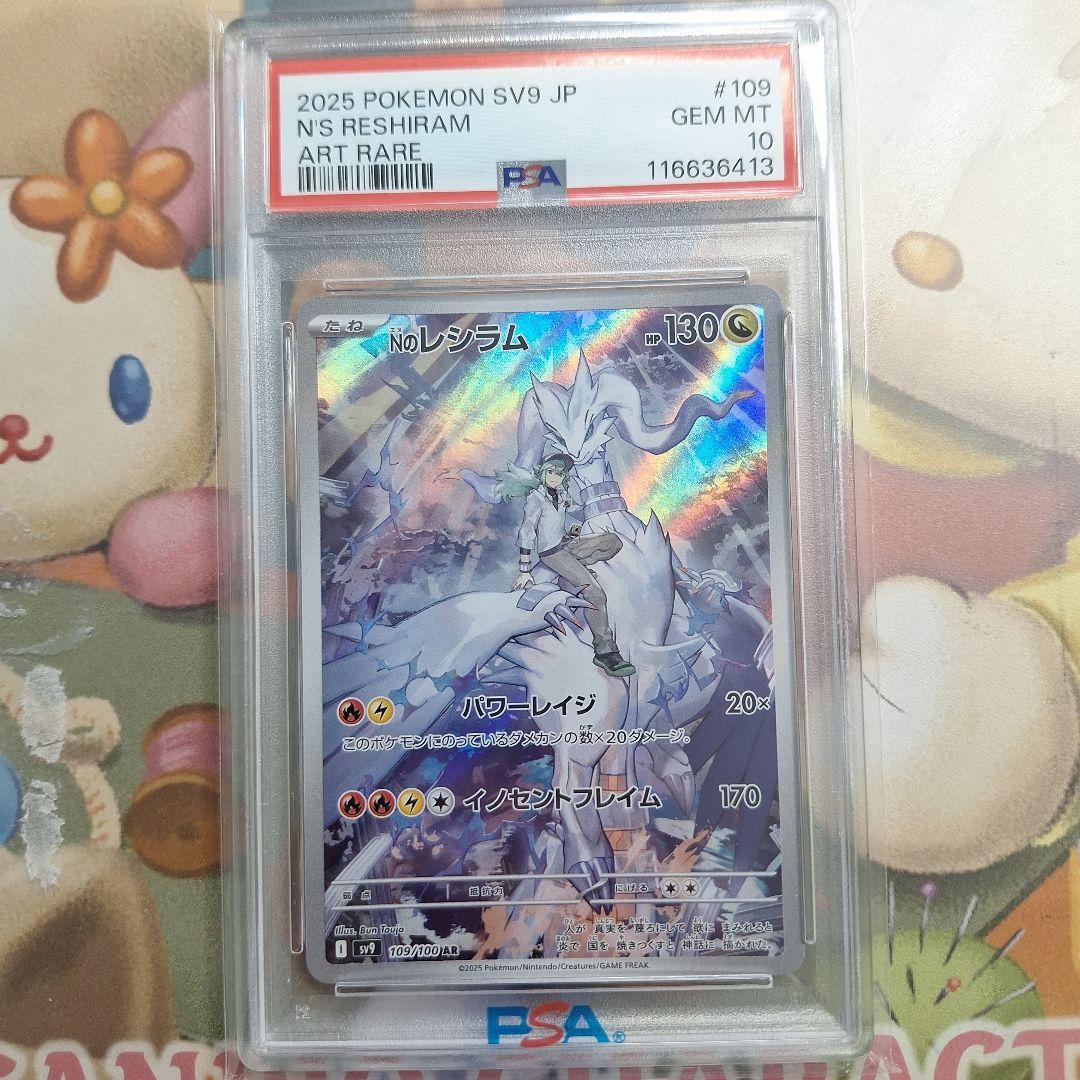 2025 POKEMON SV9 JP #109
N'S RESHIRAM GEM MT
ART RARE 10
PSA 116636413
たね Nのレシラム HP 130
エヌ
パワーレイジ 20×
このポケモンにのっているダメカンの数×20ダメージ。
かず
イノセントフレイム 170
弱点 抵抗力 にげる
Illus. Bun Toujo
人が 真実を 蔑ろにして 欲に まみれると
炎で 国を 焼きつくすと 神話に 描かれた。
sv9 109/100 AR
©2025 Pokémon/Nintendo/Creatures/GAME FREAK.
PSA®